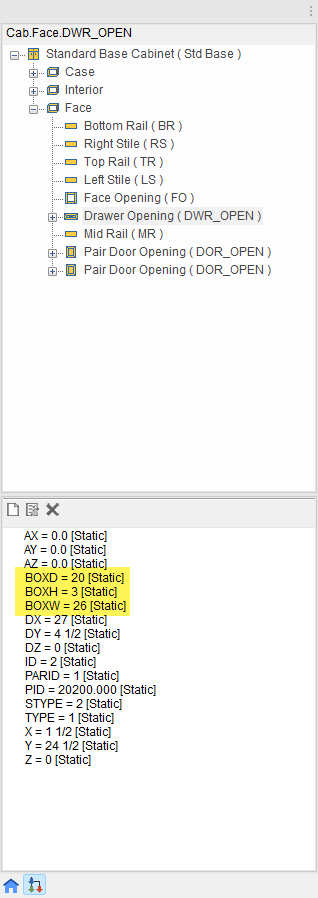 Cab.Face.DWR_OPEN
Standard Base Cabinet ( Std Base )
Case
Interior
Face
Bottom Rail ( BR )
Right Stile ( RS )
Top Rail ( TR )
Left Stile ( LS )
Face Opening ( FO )
Drawer Opening ( DWR_OPEN )
Mid Rail ( MR )
Pair Door Opening ( DOR_OPEN )
Pair Door Opening ( DOR_OPEN )
AX = 0.0 [Static]
AY = 0.0 [Static]
AZ = 0.0 [Static]
BOXD = 20 [Static]
BOXH = 3 [Static]
BOXW = 26 [Static]
DX = 27 [Static]
DY = 4 1/2 [Static]
DZ = 0 [Static]
ID = 2 [Static]
PARID = 1 [Static]
PID = 20200.000 [Static]
STYPE = 2 [Static]
TYPE = 1 [Static]
X = 1 1/2 [Static]
Y = 24 1/2 [Static]
Z = 0 [Static]